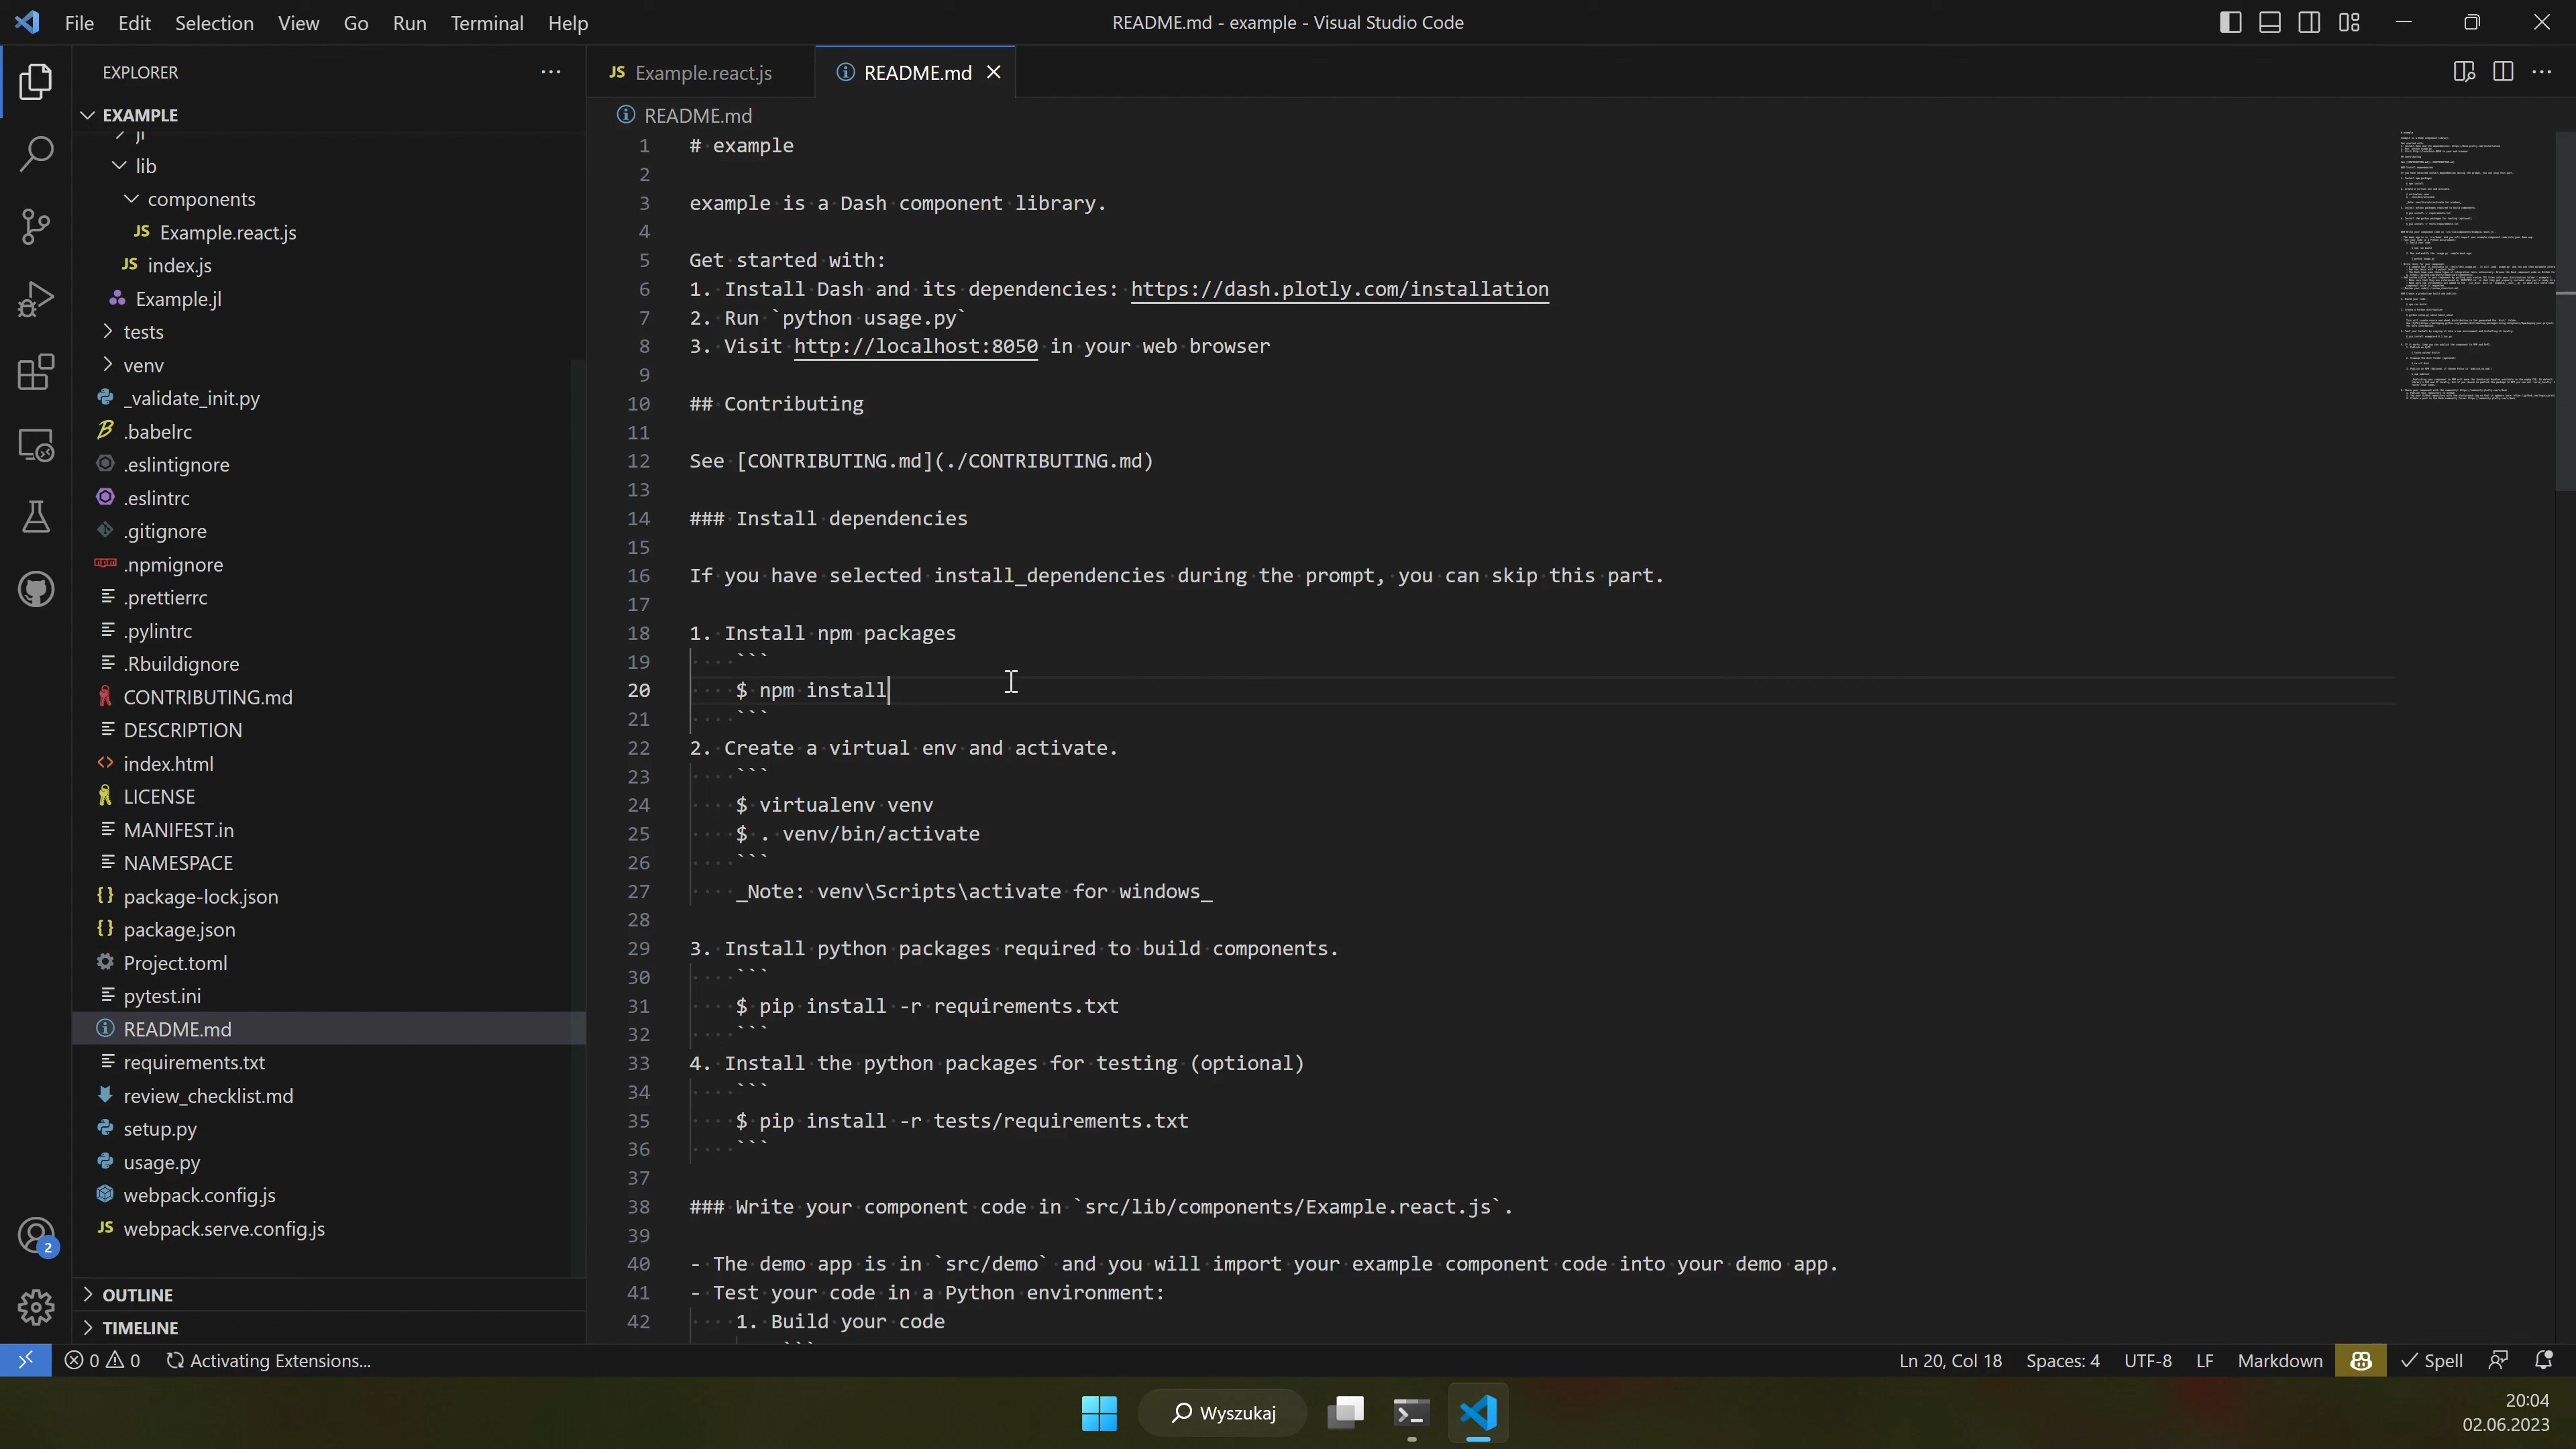 File Edit Selection View Go Run Terminal Help
README.md - example - Visual Studio Code
EXPLORER
EXAMPLE
jl
lib
components
JS Example.react.js
JS index.js
Example.jl
tests
venv
_validate_init.py
.babelrc
.eslintignore
.eslintrc
.gitignore
.npmignore
.prettierrc
.pylintrc
.Rbuildignore
CONTRIBUTING.md
DESCRIPTION
index.html
LICENSE
MANIFEST.in
NAMESPACE
package-lock.json
package.json
Project.toml
pytest.ini
README.md
requirements.txt
review_checklist.md
setup.py
usage.py
webpack.config.js
JS webpack.serve.config.js
OUTLINE
TIMELINE
JS Example.react.js
README.md
README.md
1 # example
2
3 example is a Dash component library.
4
5 Get started with:
6 1. Install Dash and its dependencies: https://dash.plotly.com/installation
7 2. Run `python usage.py`
8 3. Visit http://localhost:8050 in your web browser
9
10 ## Contributing
11
12 See [CONTRIBUTING.md](./CONTRIBUTING.md)
13
14 ### Install dependencies
15
16 If you have selected install_dependencies during the prompt, you can skip this part.
17
18 1. Install npm packages
19 ```
20 $ npm install
21 ```
22 2. Create a virtual env and activate.
23 ```
24 $ virtualenv venv
25 $ . venv/bin/activate
26 ```
27 _Note: venv\Scripts\activate for windows_
28
29 3. Install python packages required to build components.
30 ```
31 $ pip install -r requirements.txt
32 ```
33 4. Install the python packages for testing (optional)
34 ```
35 $ pip install -r tests/requirements.txt
36 ```
37
38 ### Write your component code in `src/lib/components/Example.react.js`.
39
40 - The demo app is in `src/demo` and you will import your example component code into your demo app.
41 - Test your code in a Python environment:
42 1. Build your code
```
2
0 0 Activating Extensions...
Ln 20, Col 18 Spaces: 4 UTF-8 LF Markdown Spell
Wyszukaj
20:04
02.06.2023